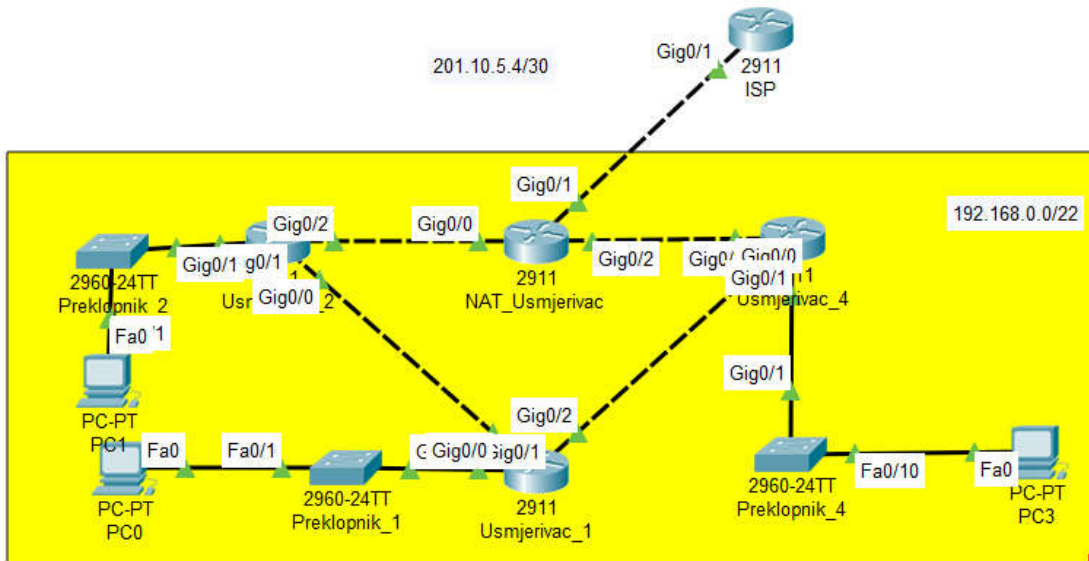 Gig0/1
2911
ISP
201.10.5.4/30
Gig0/1
192.168.0.0/22
Gig0/2
Gig0/0
Gig0/1
2960-24TT
Preklopnik_2
Gig0/0
2911
NAT_Usmjerivac
Gig0/2
Gig0/0
Gig0/1
Usmjerivac_4
Fa0
PC-PT
PC1
Gig0/1
Gig0/2
Fa0
Fa0/1
Gig0/0
PC-PT
PC0
2960-24TT
Preklopnik_1
2911
Usmjerivac_1
2960-24TT
Preklopnik_4
Fa0/10
Fa0
PC-PT
PC3